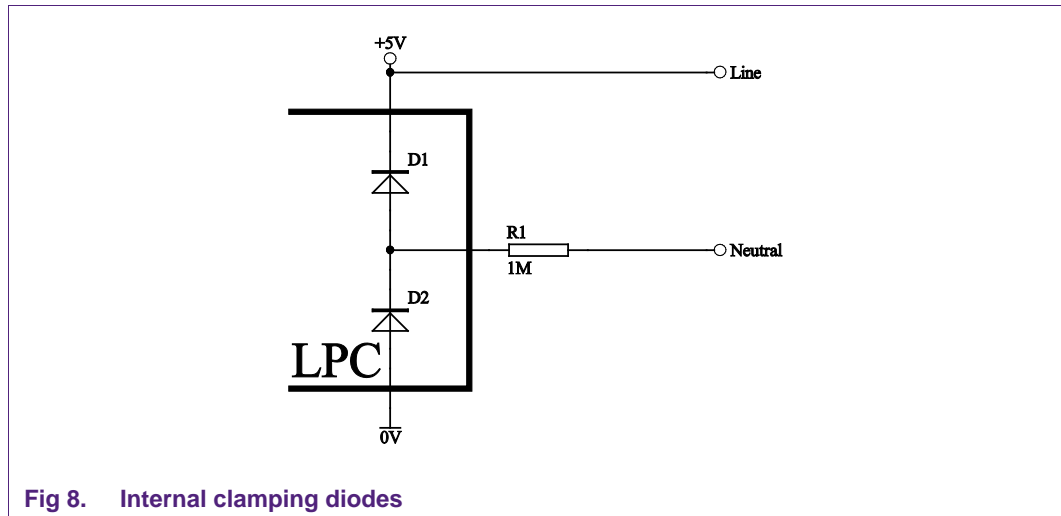 +5V
Line
D1
R1
Neutral
1M
D2
LPC
0V
Fig 8. Internal clamping diodes